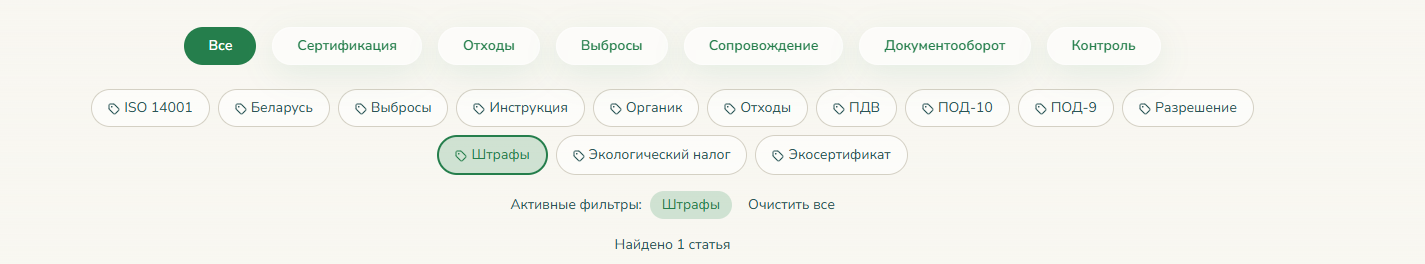 Все Сертификация Отходы Выбросы Сопровождение Документооборот Контроль
ISO 14001 Беларусь Выбросы Инструкция Органик Отходы ПДВ ПОД-10 ПОД-9 Разрешение
Штрафы Экологический налог Экосертификат
Активные фильтры: Штрафы Очистить все
Найдено 1 статья